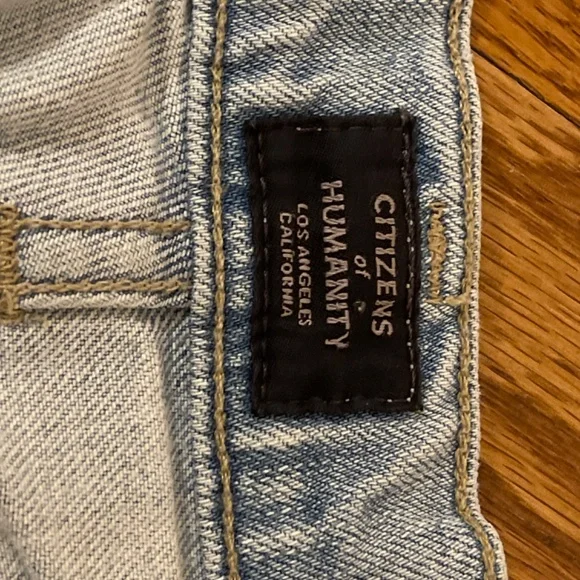 CITIZENS
of
HUMANITY
LOS ANGELES
CALIFORNIA